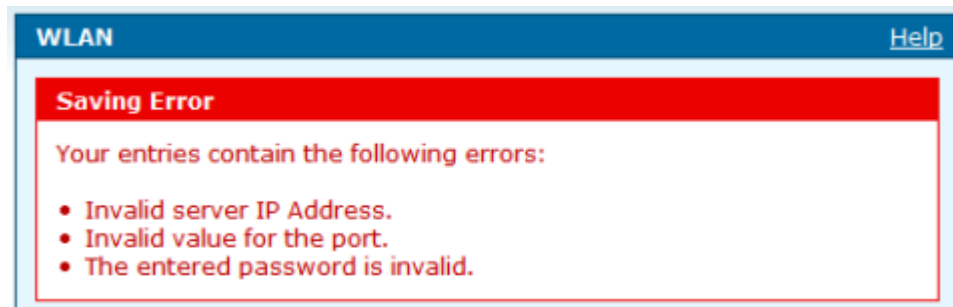 WLAN Help
Saving Error
Your entries contain the following errors:
• Invalid server IP Address.
• Invalid value for the port.
• The entered password is invalid.